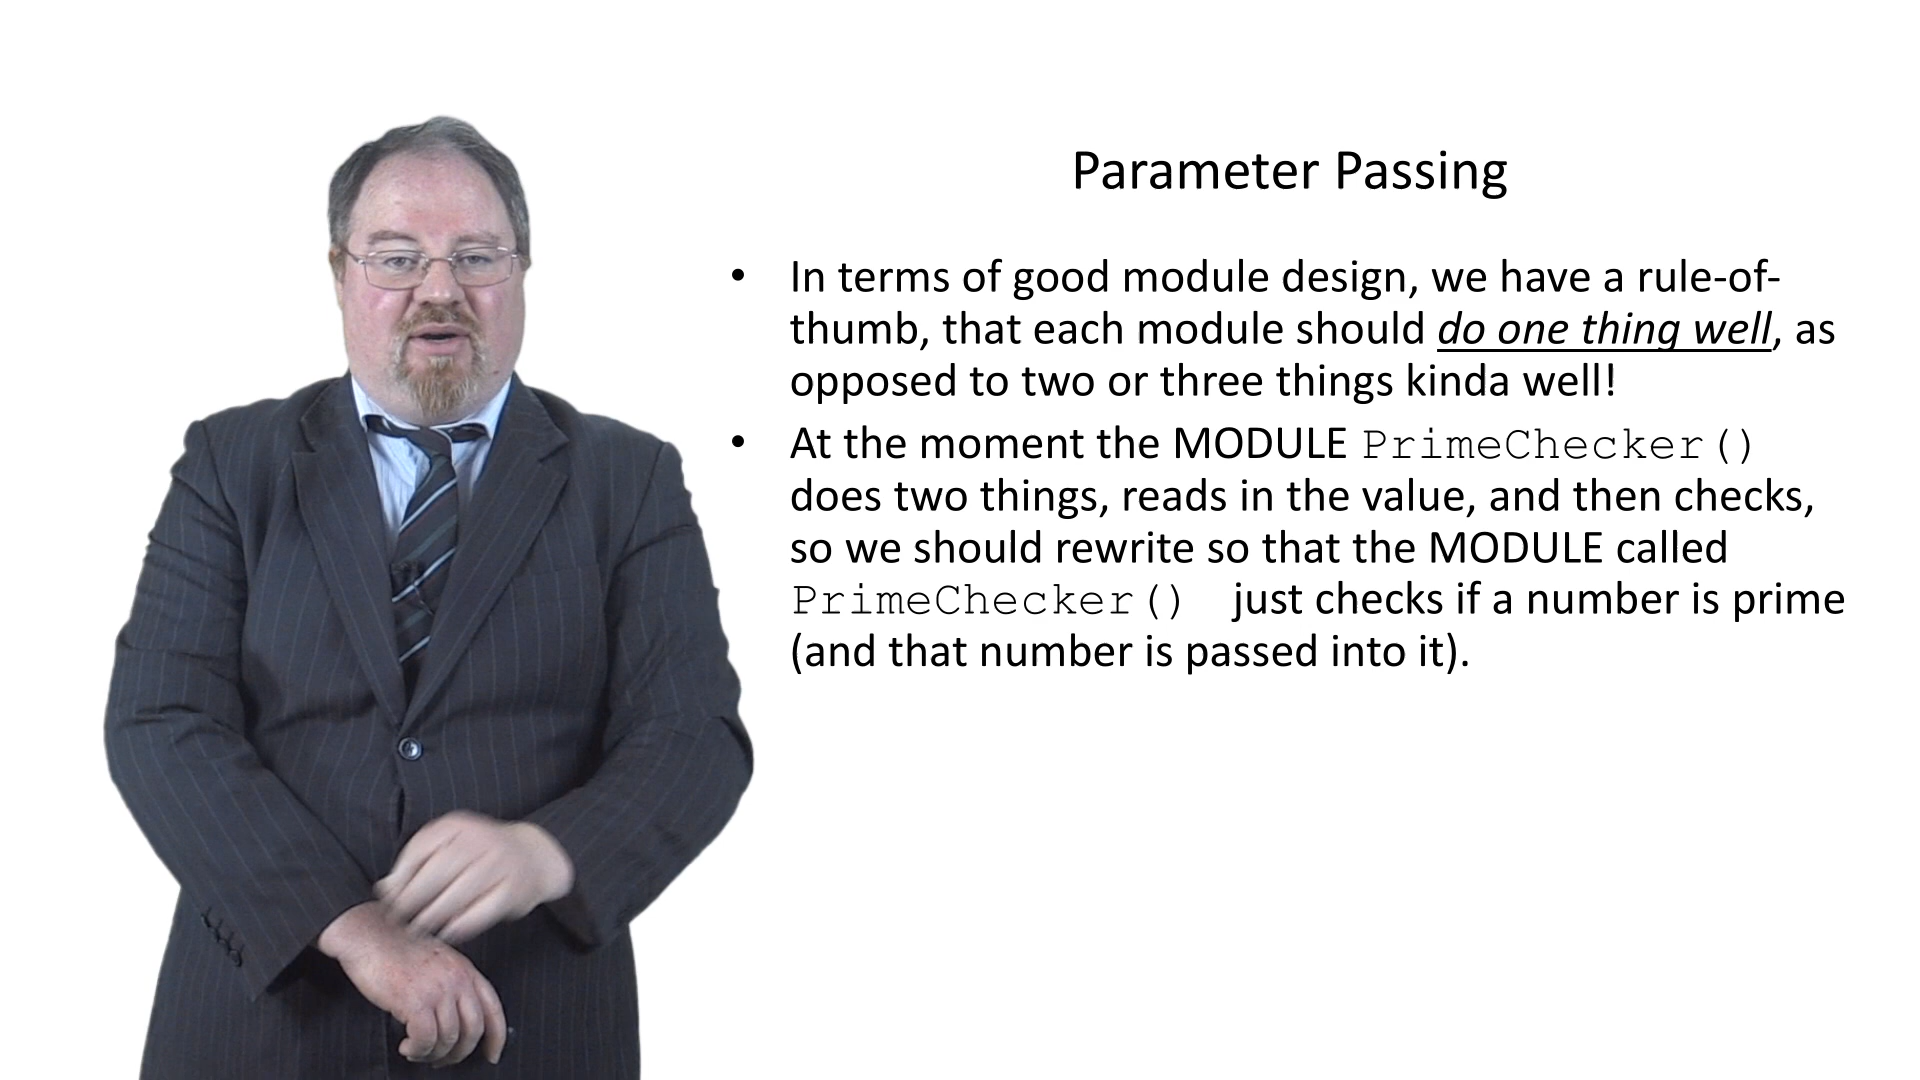 Parameter Passing
• In terms of good module design, we have a rule-of-
thumb, that each module should do one thing well, as
opposed to two or three things kinda well!
• At the moment the MODULE PrimeChecker()
does two things, reads in the value, and then checks,
so we should rewrite so that the MODULE called
PrimeChecker() just checks if a number is prime
(and that number is passed into it).